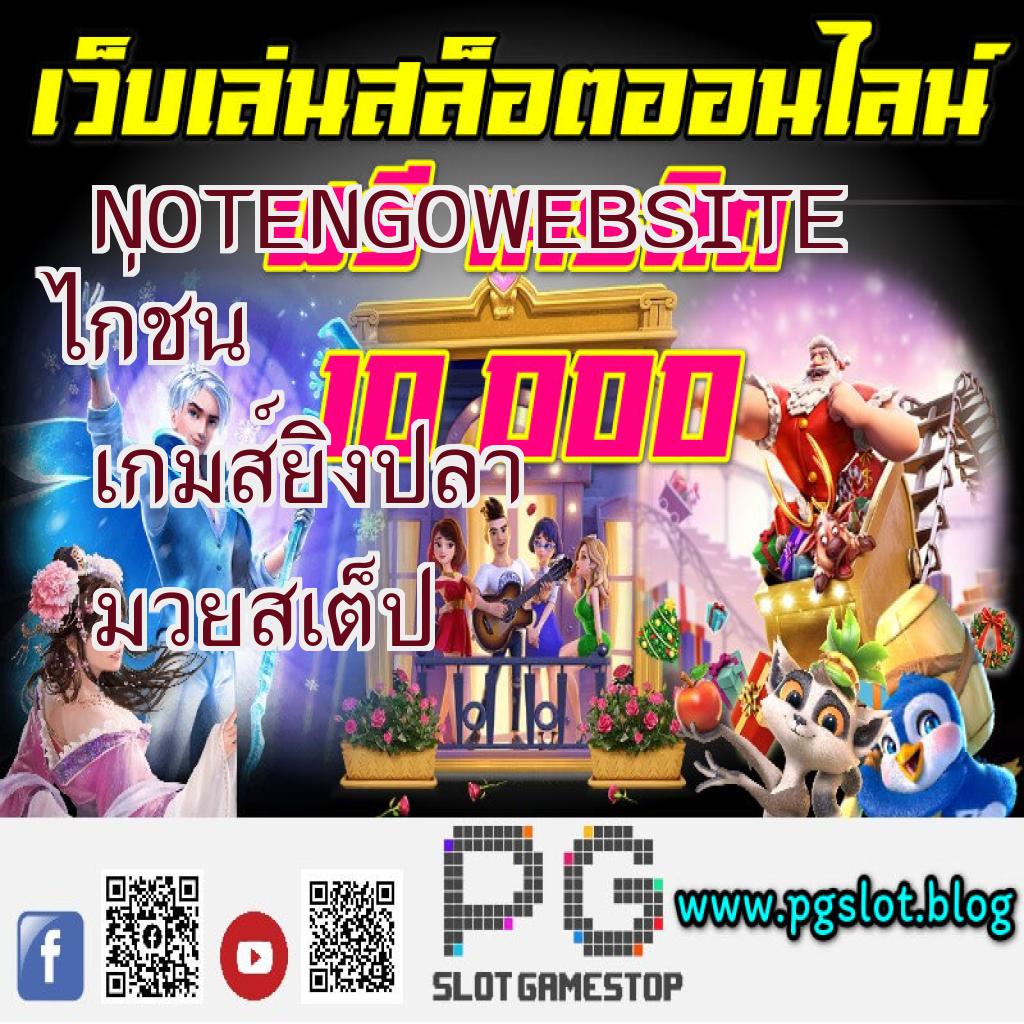 เว็บเล่นสล็อตออนไลน์
NOTENGOWEBSITE
ไก่ชน
10 000
เกมส์ยิงปลา
มวยสเต็ป
PG
www.pgslot.blog
SLOT GAMESTOP